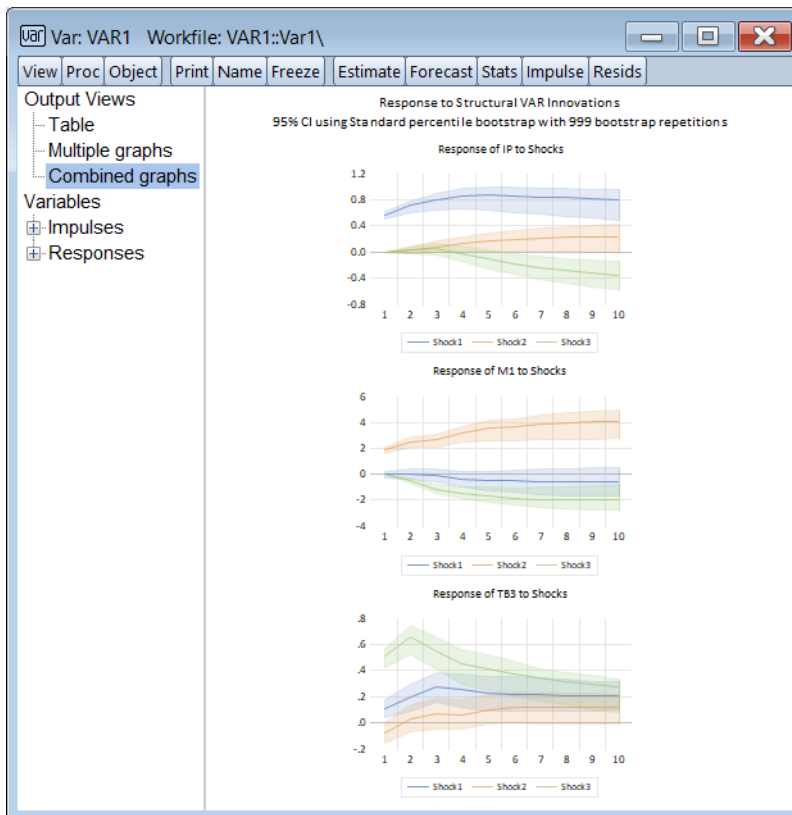 var Var: VAR1 Workfile: VAR1::Var1\
View Proc Object Print Name Freeze Estimate Forecast Stats Impulse Resids
Output Views
Table
Multiple graphs
Combined graphs
Variables
Impulses
Responses
Response to Structural VAR Innovations
95% CI using Standard percentile bootstrap with 999 bootstrap repetitions
Response of IP to Shocks
1.2
0.8
0.4
0.0
-0.4
-0.8
1 2 3 4 5 6 7 8 9 10
Shock1 Shock2 Shock3
Response of M1 to Shocks
6
4
2
0
-2
-4
1 2 3 4 5 6 7 8 9 10
Shock1 Shock2 Shock3
Response of TB3 to Shocks
.8
.6
.4
.2
.0
-.2
1 2 3 4 5 6 7 8 9 10
Shock1 Shock2 Shock3